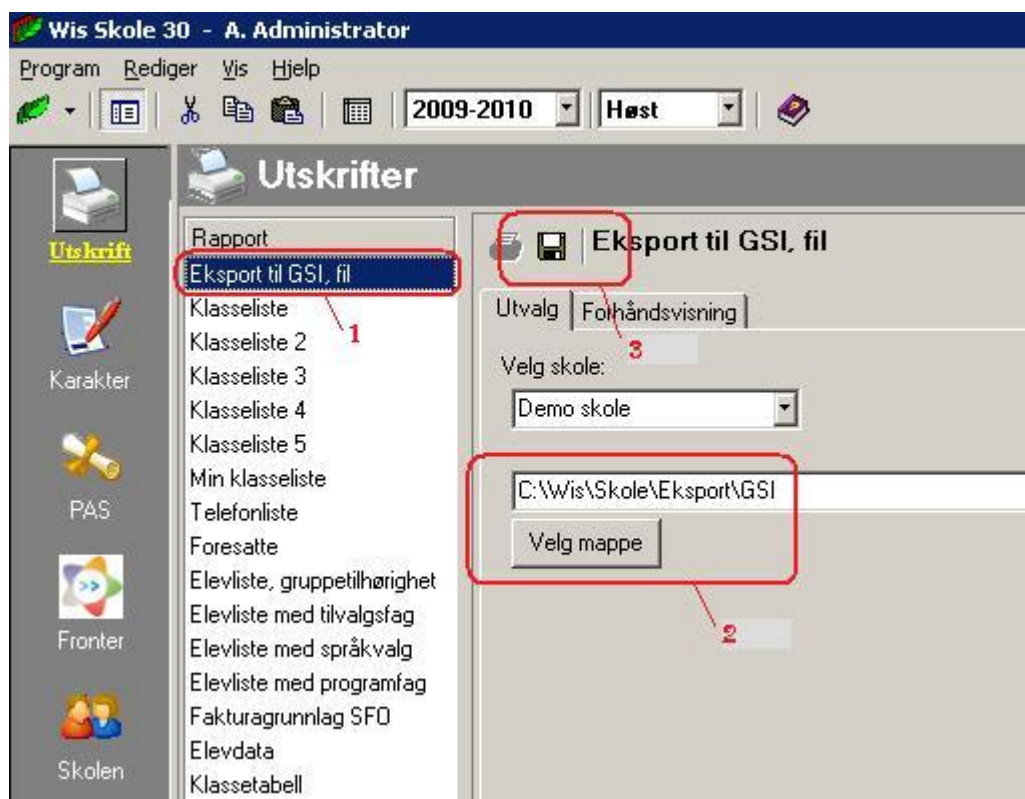 Wis Skole 30 - A. Administrator
Program Rediger Vis Hjelp
2009-2010 Høst
Utskrifter
Utskrift
Karakter
PAS
Fronter
Skolen
Rapport
Eksport til GSI, fil
Klasseliste
Klasseliste 2
Klasseliste 3
Klasseliste 4
Klasseliste 5
Min klasseliste
Telefonliste
Foresatte
Elevliste, gruppetilhørighet
Elevliste med tilvalgsfag
Elevliste med språkvalg
Elevliste med programfag
Fakturagrunnlag SFO
Elevdata
Klassetabell
1
Eksport til GSI, fil
Utvalg Forhåndsvisning
3
Velg skole:
Demo skole
C:\Wis\Skole\Eksport\GSI
Velg mappe
2